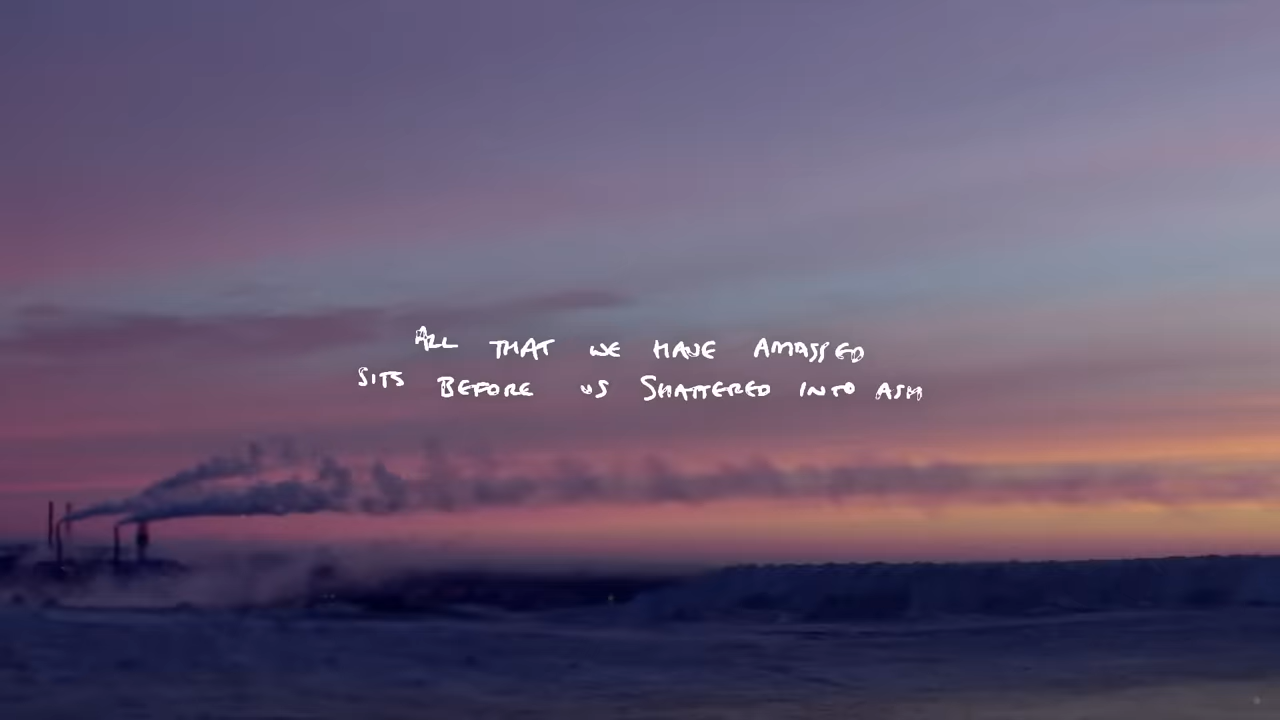 All THAT WE HAVE AMASSED
SITS BEFORE US SHATTERED INTO ASH